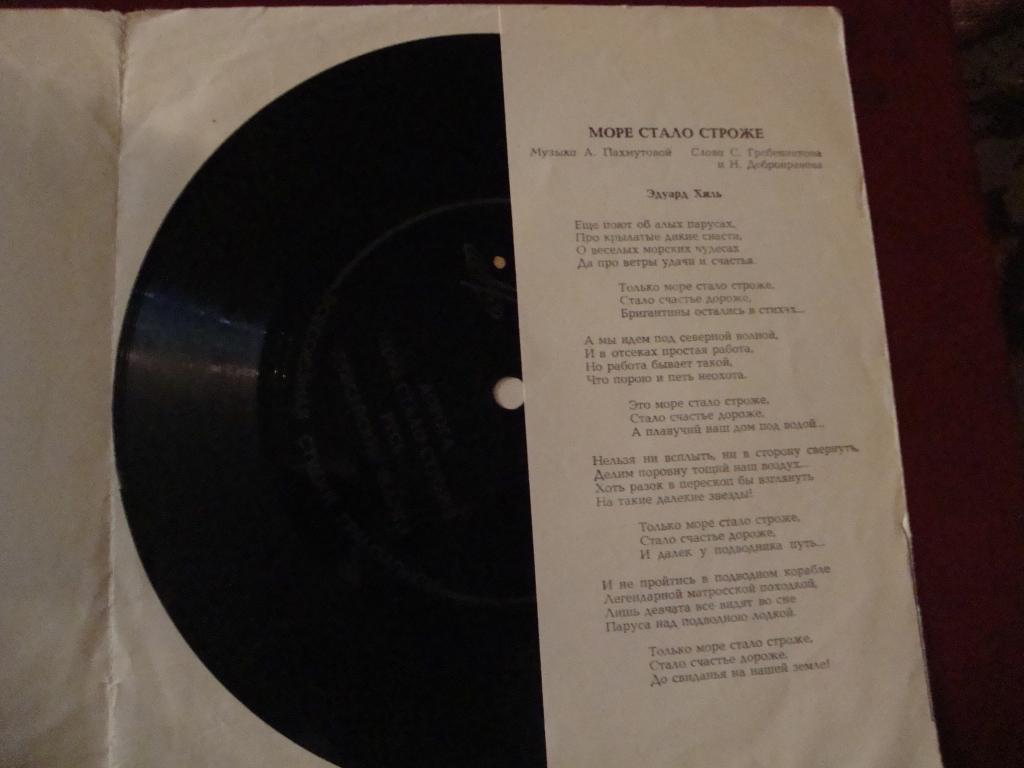 МОРЕ СТАЛО СТРОЖЕ
Музыка А. Пахмутовой Слова С. Гребенникова
и Н. Добронравова
Эдуард Хиль
Еще поют об алых парусах,
Про крылатые дикие снасти,
О веселых морских чудесах
Да про ветры удачи и счастья.
Только море стало строже,
Стало счастье дороже,
Бригантины остались в стихах...
А мы идем под северной волной,
И в отсеках простая работа,
Но работа бывает такой,
Что порою и петь неохота.
Это море стало строже,
Стало счастье дороже,
А плавучий наш дом под водой...
Нельзя ни всплыть, ни в сторону свернуть,
Делим поровну тощий наш воздух...
Хоть разок в перескоп бы взглянуть
На такие далекие звезды!
Только море стало строже,
Стало счастье дороже,
И далек у подводника путь...
И не пройтись в подводном корабле
Легендарной матросской походкой,
Лишь девчата все видят во сне
Паруса над подводною лодкой.
Только море стало строже,
Стало счастье дороже,
До свиданья на нашей земле!